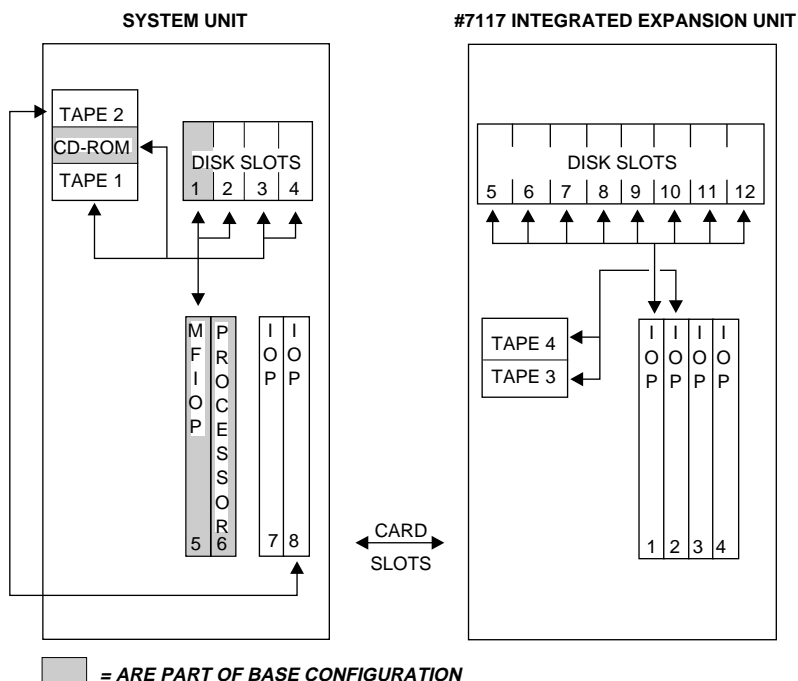 SYSTEM UNIT
#7117 INTEGRATED EXPANSION UNIT
TAPE 2
CD-ROM
TAPE 1
DISK SLOTS
1 2 3 4
DISK SLOTS
5 6 7 8 9 10 11 12
MFIOP
5
PROCESSOR
6
IOP
7
IOP
8
CARD
SLOTS
TAPE 4
TAPE 3
IOP
1
IOP
2
IOP
3
IOP
4
= ARE PART OF BASE CONFIGURATION